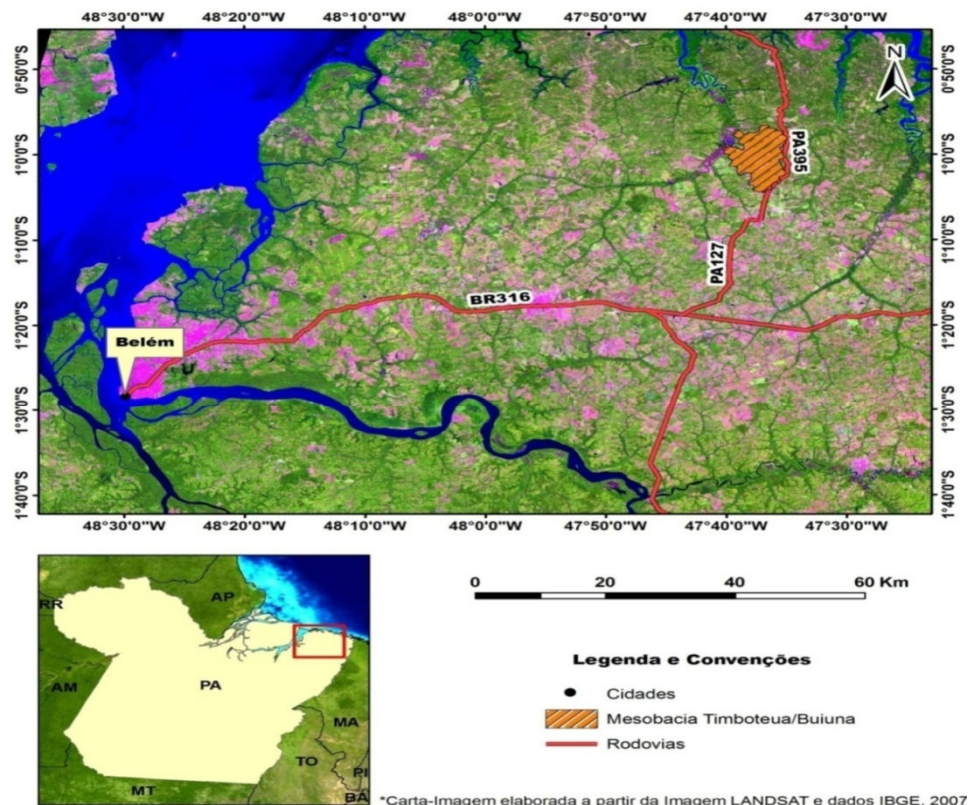 48°30'0"W 48°20'0"W 48°10'0"W 48°0'0"W 47°50'0"W 47°40'0"W 47°30'0"W
0°50'0"S
1°0'0"S
1°10'0"S
1°20'0"S
1°30'0"S
1°40'0"S
N
0°50'0"S
1°0'0"S
1°10'0"S
1°20'0"S
1°30'0"S
1°40'0"S
PA395
PA127
BR316
Belém
48°30'0"W 48°20'0"W 48°10'0"W 48°0'0"W 47°50'0"W 47°40'0"W 47°30'0"W
RR
AP
AM
PA
MA
TO
PI
MT
BA
0 20 40 60 Km
Legenda e Convenções
Cidades
Mesobacia Timboteua/Buiuna
Rodovias
*Carta-Imagem elaborada a partir da Imagem LANDSAT e dados IBGE, 2007